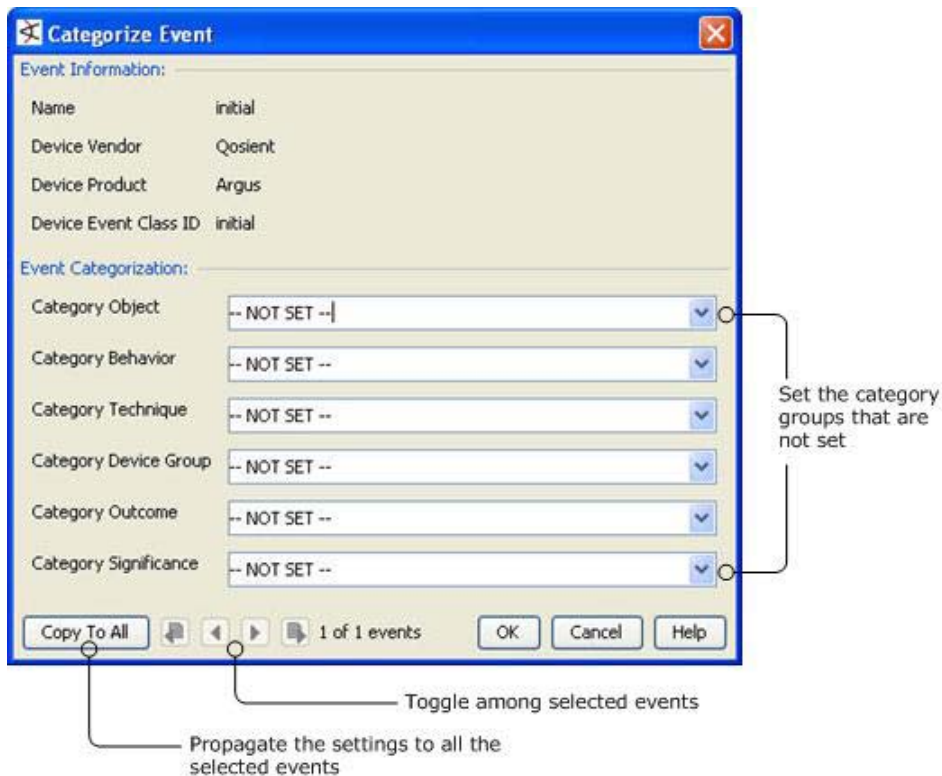 Categorize Event
Event Information:
Name initial
Device Vendor Qosient
Device Product Argus
Device Event Class ID initial
Event Categorization:
Category Object -- NOT SET --
Category Behavior -- NOT SET --
Category Technique -- NOT SET --
Category Device Group -- NOT SET --
Category Outcome -- NOT SET --
Category Significance -- NOT SET --
Copy To All 1 of 1 events OK Cancel Help
Set the category
groups that are
not set
Toggle among selected events
Propagate the settings to all the
selected events